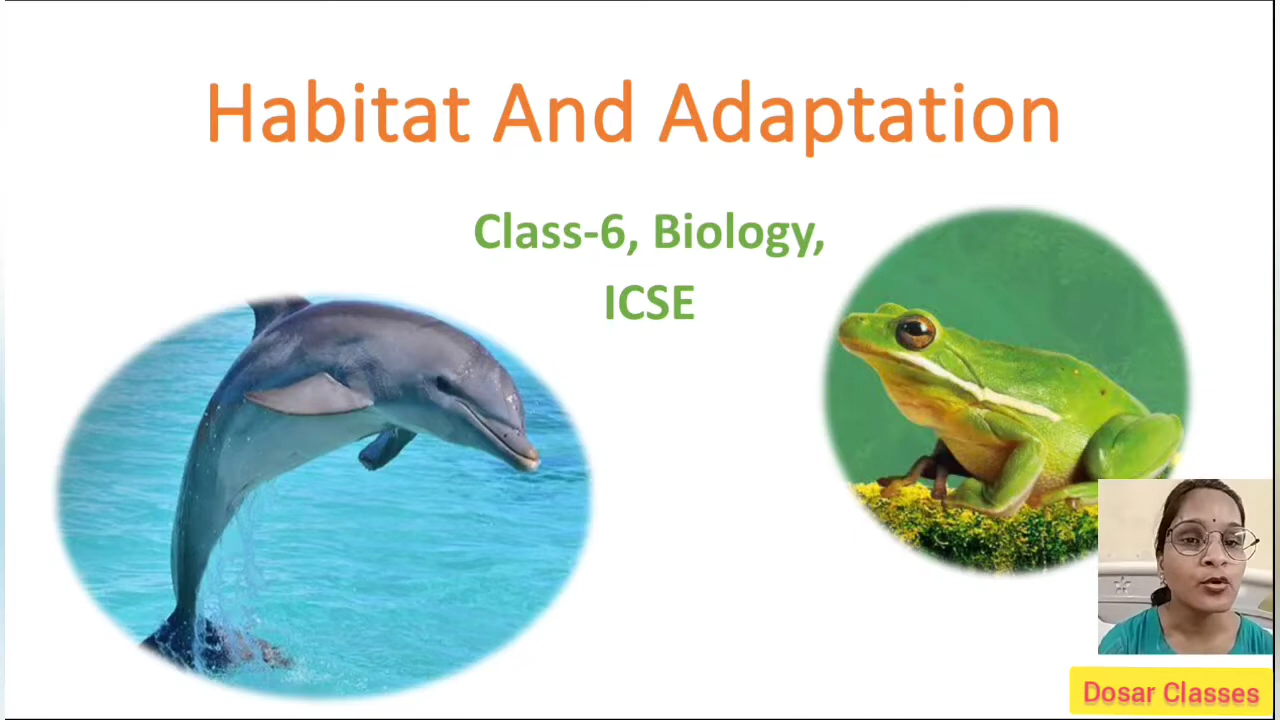 Habitat And Adaptation
Class-6, Biology,
ICSE
Dosar Classes